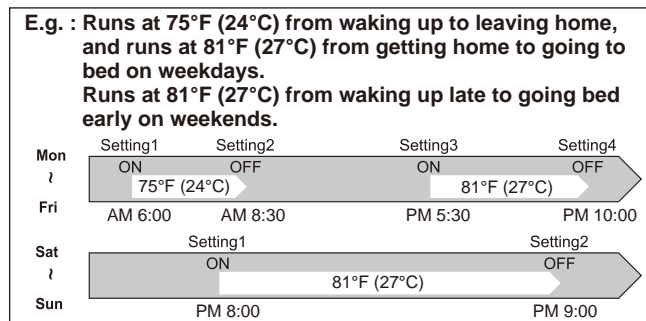 E.g. : Runs at 75°F (24°C) from waking up to leaving home,
and runs at 81°F (27°C) from getting home to going to
bed on weekdays.
Runs at 81°F (27°C) from waking up late to going bed
early on weekends.
Setting1 Setting2 Setting3 Setting4
Mon
ON OFF ON OFF
~
75°F (24°C) 81°F (27°C)
Fri
AM 6:00 AM 8:30 PM 5:30 PM 10:00
Setting1 Setting2
Sat
ON OFF
~
81°F (27°C)
Sun
PM 8:00 PM 9:00